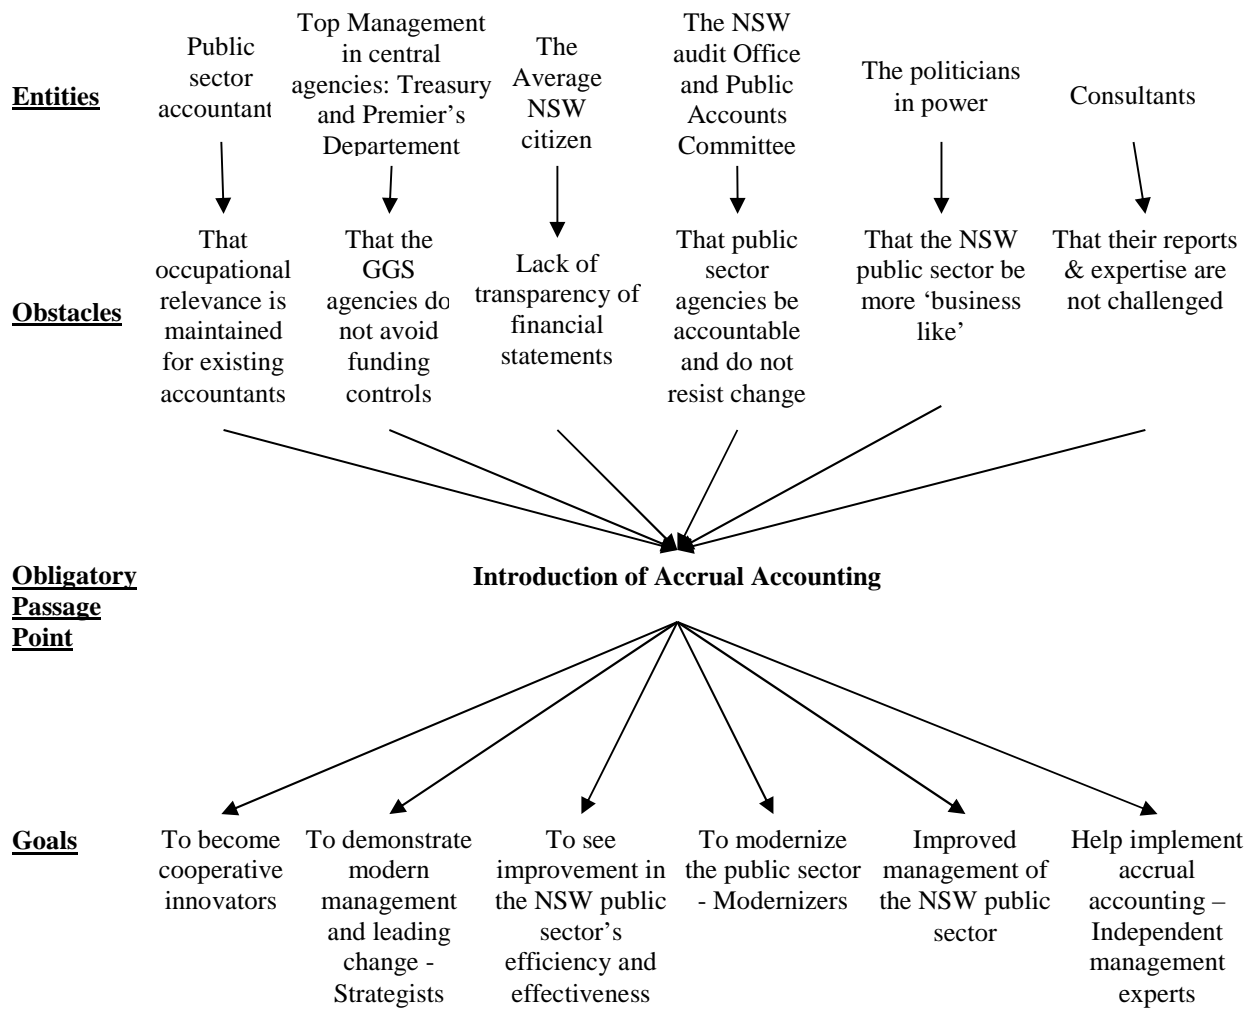 Entities
Public
sector
accountant
Top Management
in central
agencies: Treasury
and Premier’s
Departement
The
Average
NSW
citizen
The NSW
audit Office
and Public
Accounts
Committee
The politicians
in power
Consultants
Obstacles
That
occupational
relevance is
maintained
for existing
accountants
That the
GGS
agencies do
not avoid
funding
controls
Lack of
transparency of
financial
statements
That public
sector
agencies be
accountable
and do not
resist change
That the NSW
public sector be
more ‘business
like’
That their reports
& expertise are
not challenged
Obligatory
Passage
Point
Introduction of Accrual Accounting
Goals
To become
cooperative
innovators
To demonstrate
modern
management
and leading
change -
Strategists
To see
improvement in
the NSW public
sector’s
efficiency and
effectiveness
To modernize
the public sector
- Modernizers
Improved
management of
the NSW public
sector
Help implement
accrual
accounting –
Independent
management
experts